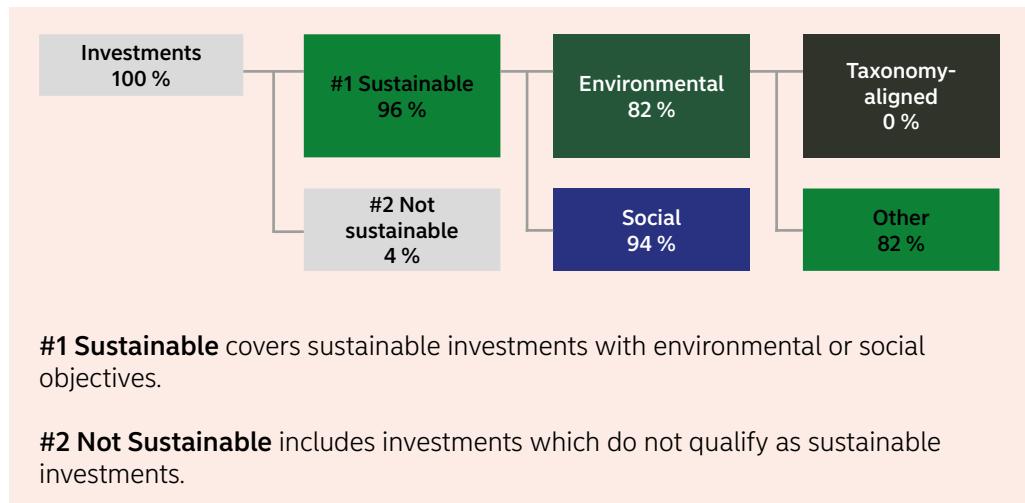 Investments
100 %
#1 Sustainable
96 %
Environmental
82 %
Taxonomy-
aligned
0 %
#2 Not
sustainable
4 %
Social
94 %
Other
82 %
#1 Sustainable covers sustainable investments with environmental or social
objectives.
#2 Not Sustainable includes investments which do not qualify as sustainable
investments.